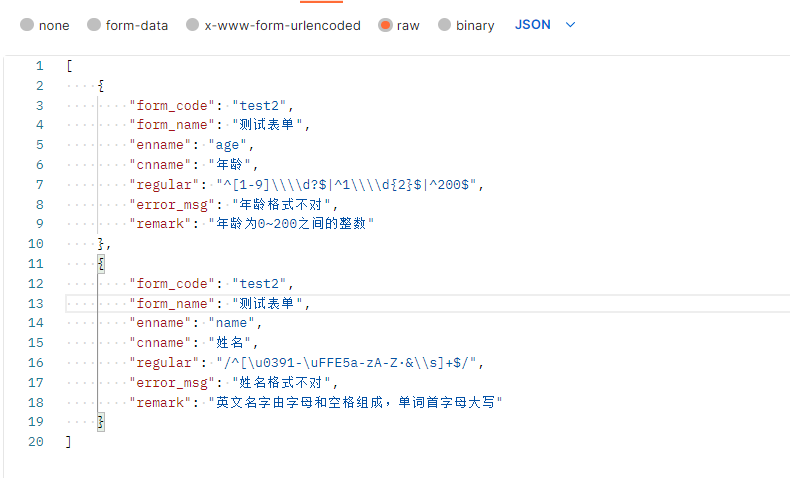 none form-data x-www-form-urlencoded raw binary JSON
1 [
2 {
3 "form_code": "test2",
4 "form_name": "测试表单",
5 "enname": "age",
6 "cnname": "年龄",
7 "regular": "^[1-9]\\\\d?$|^1\\\\d{2}$|^200$",
8 "error_msg": "年龄格式不对",
9 "remark": "年龄为0~200之间的整数"
10 },
11 {
12 "form_code": "test2",
13 "form_name": "测试表单",
14 "enname": "name",
15 "cnname": "姓名",
16 "regular": "/^[\u0391-\uFFE5a-zA-Z·&\\s]+$/",
17 "error_msg": "姓名格式不对",
18 "remark": "英文名字由字母和空格组成，单词首字母大写"
19 }
20 ]